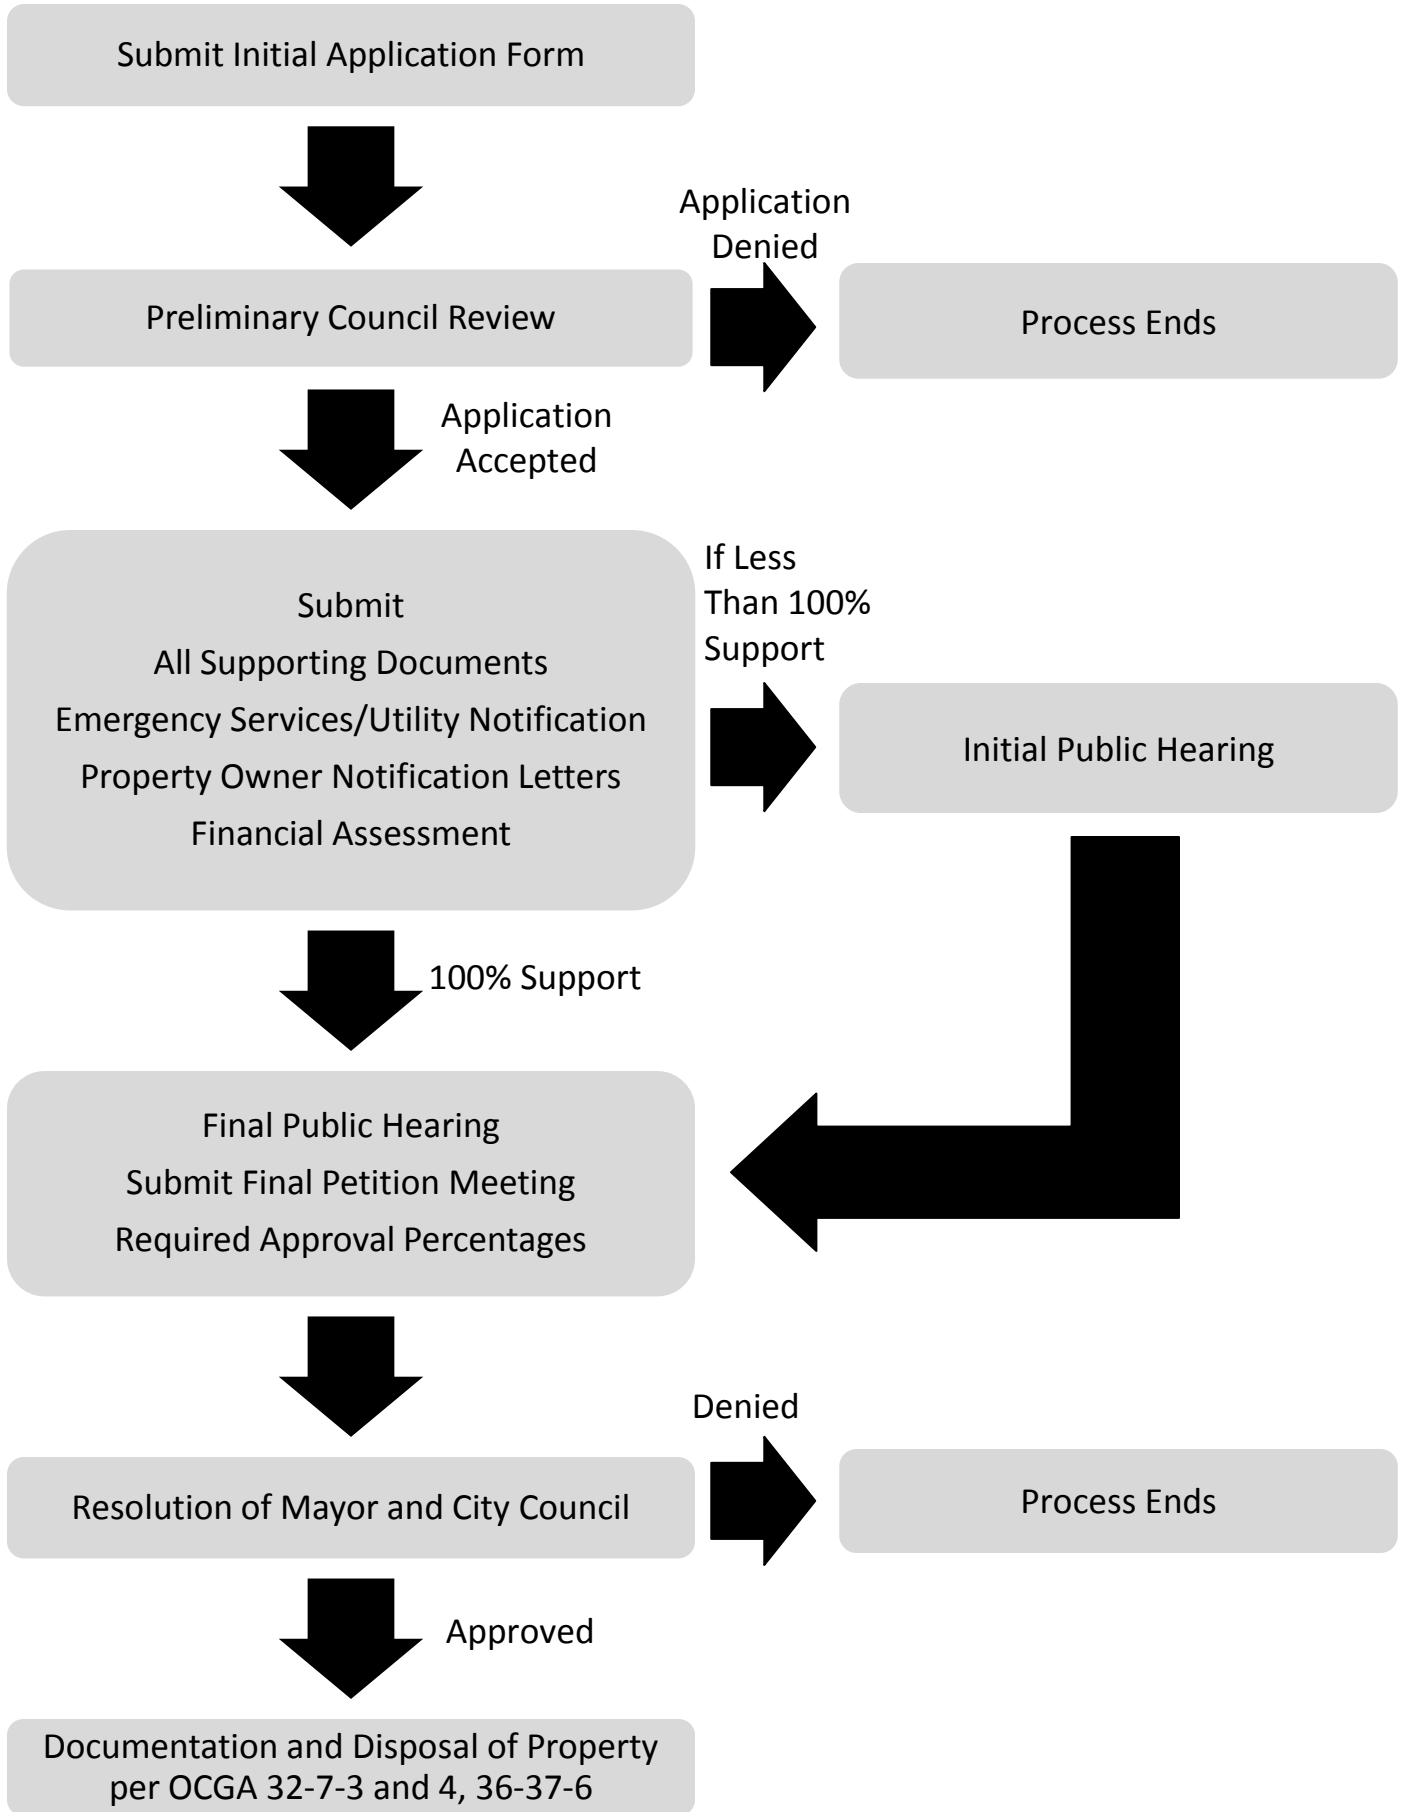 Submit Initial Application Form
Application
Denied
Preliminary Council Review
Process Ends
Application
Accepted
If Less
Than 100%
Support
Submit
All Supporting Documents
Emergency Services/Utility Notification
Property Owner Notification Letters
Financial Assessment
Initial Public Hearing
100% Support
Final Public Hearing
Submit Final Petition Meeting
Required Approval Percentages
Denied
Resolution of Mayor and City Council
Process Ends
Approved
Documentation and Disposal of Property
per OCGA 32-7-3 and 4, 36-37-6